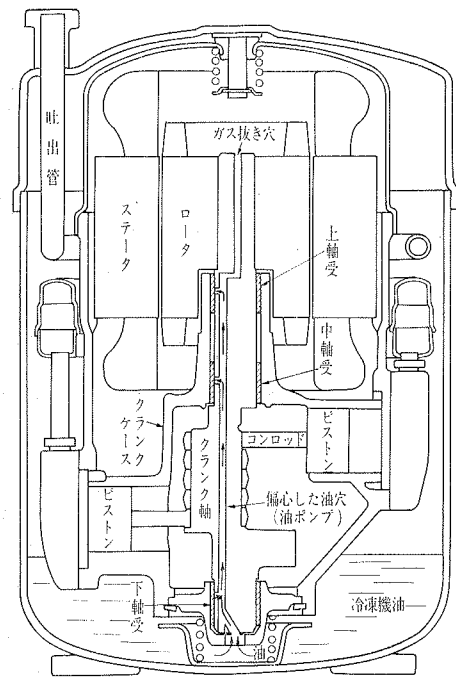 ガス抜き穴
吐出管
ステータ
ロータ
上軸受
中軸受
クランク
ケース
クランク軸
コンロッド
ピストン
ピストン
偏心した油穴
(油ポンプ)
下軸受
冷凍機油
油